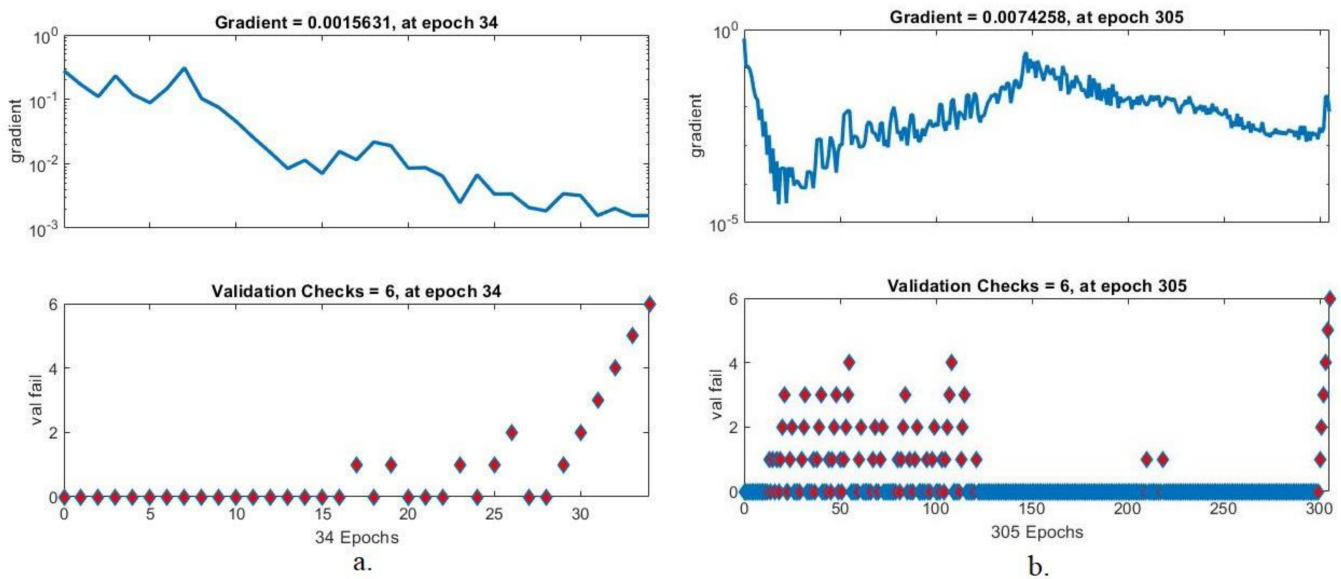 Gradient = 0.0015631, at epoch 34
10^0
10^-1
10^-2
10^-3
gradient
Validation Checks = 6, at epoch 34
6
4
2
0
val fail
0 5 10 15 20 25 30
34 Epochs
a.
Gradient = 0.0074258, at epoch 305
10^0
10^-5
gradient
Validation Checks = 6, at epoch 305
6
4
2
0
val fail
0 50 100 150 200 250 300
305 Epochs
b.